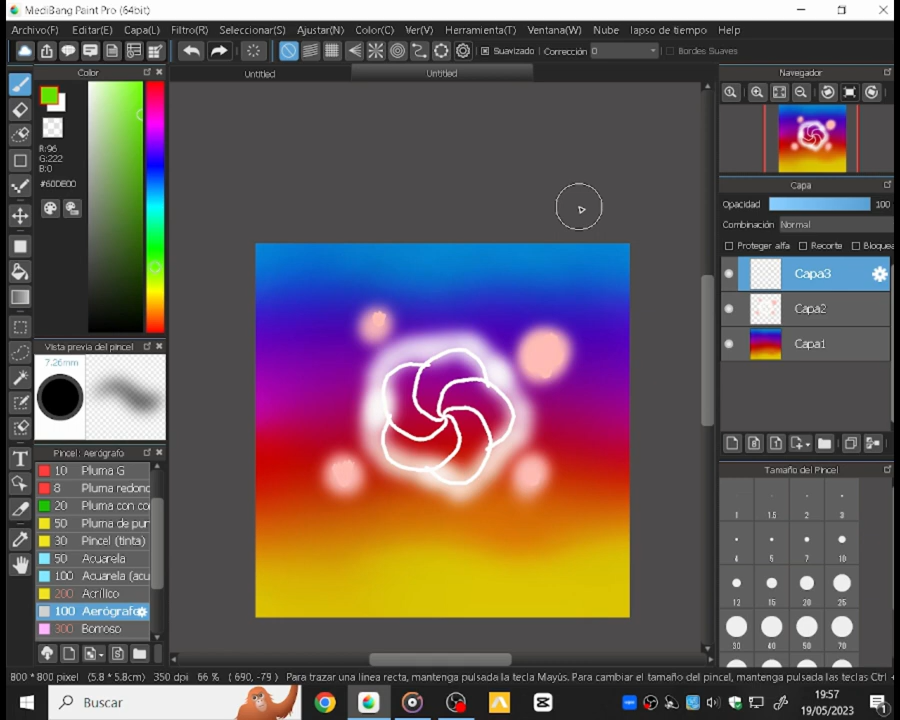 MediBang Paint Pro (64bit)
Archivo(F) Editar(E) Capa(L) Filtro(R) Seleccionar(S) Ajustar(N) Color(C) Ver(V) Herramienta(T) Ventana(W) Nube lapso de tiempo Help
Suavizado Corrección 0 Bordes Suaves
Color
Untitled
Untitled
R:96
G:222
B:0
#60DE00
Vista previa del pincel
7.26mm
Pincel: Aerógrafo
10 Pluma G
8 Pluma redond
20 Pluma con co
50 Pluma de pun
30 Pincel (tinta)
50 Acuarela
100 Acuarela (acu
200 Acrílico
100 Aerógrafo
300 Borroso
Navegador
Capa
Opacidad 100
Combinación Normal
Proteger alfa Recorte Bloquea
Capa3
Capa2
Capa1
Tamaño del Pincel
1 1.5 2 3
4 5 7 10
12 15 20 25
30 40 50 70
800 * 800 pixel (5.8 * 5.8cm) 350 dpi 66 % ( 690, -79 ) Para trazar una línea recta, mantenga pulsada la tecla Mayús. Para cambiar el tamaño del pincel, mantenga pulsadas las teclas Ctrl +
Buscar
19:57
19/05/2023
1